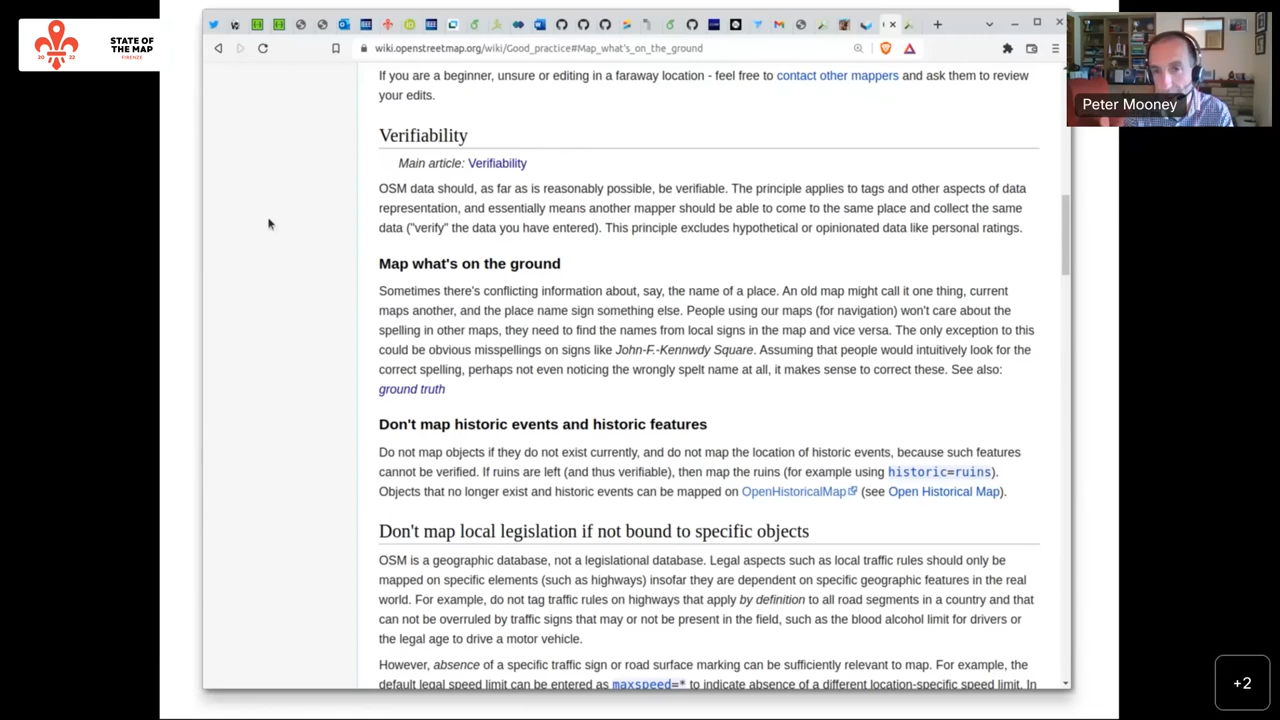 STATE OF
THE MAP
20 22
FIRENZE
wiki.openstreetmap.org/wiki/Good_practice#Map_what's_on_the_ground
Peter Mooney
If you are a beginner, unsure or editing in a faraway location - feel free to contact other mappers and ask them to review
your edits.
Verifiability
Main article: Verifiability
OSM data should, as far as is reasonably possible, be verifiable. The principle applies to tags and other aspects of data
representation, and essentially means another mapper should be able to come to the same place and collect the same
data ("verify" the data you have entered). This principle excludes hypothetical or opinionated data like personal ratings.
Map what's on the ground
Sometimes there's conflicting information about, say, the name of a place. An old map might call it one thing, current
maps another, and the place name sign something else. People using our maps (for navigation) won't care about the
spelling in other maps, they need to find the names from local signs in the map and vice versa. The only exception to this
could be obvious misspellings on signs like John-F.-Kennwdy Square. Assuming that people would intuitively look for the
correct spelling, perhaps not even noticing the wrongly spelt name at all, it makes sense to correct these. See also:
ground truth
Don't map historic events and historic features
Do not map objects if they do not exist currently, and do not map the location of historic events, because such features
cannot be verified. If ruins are left (and thus verifiable), then map the ruins (for example using historic=ruins).
Objects that no longer exist and historic events can be mapped on OpenHistoricalMap (see Open Historical Map).
Don't map local legislation if not bound to specific objects
OSM is a geographic database, not a legislational database. Legal aspects such as local traffic rules should only be
mapped on specific elements (such as highways) insofar they are dependent on specific geographic features in the real
world. For example, do not tag traffic rules on highways that apply by definition to all road segments in a country and that
can not be overruled by traffic signs that may or not be present in the field, such as the blood alcohol limit for drivers or
the legal age to drive a motor vehicle.
However, absence of a specific traffic sign or road surface marking can be sufficiently relevant to map. For example, the
default legal speed limit can be entered as maxspeed=* to indicate absence of a different location-specific speed limit. In
+2